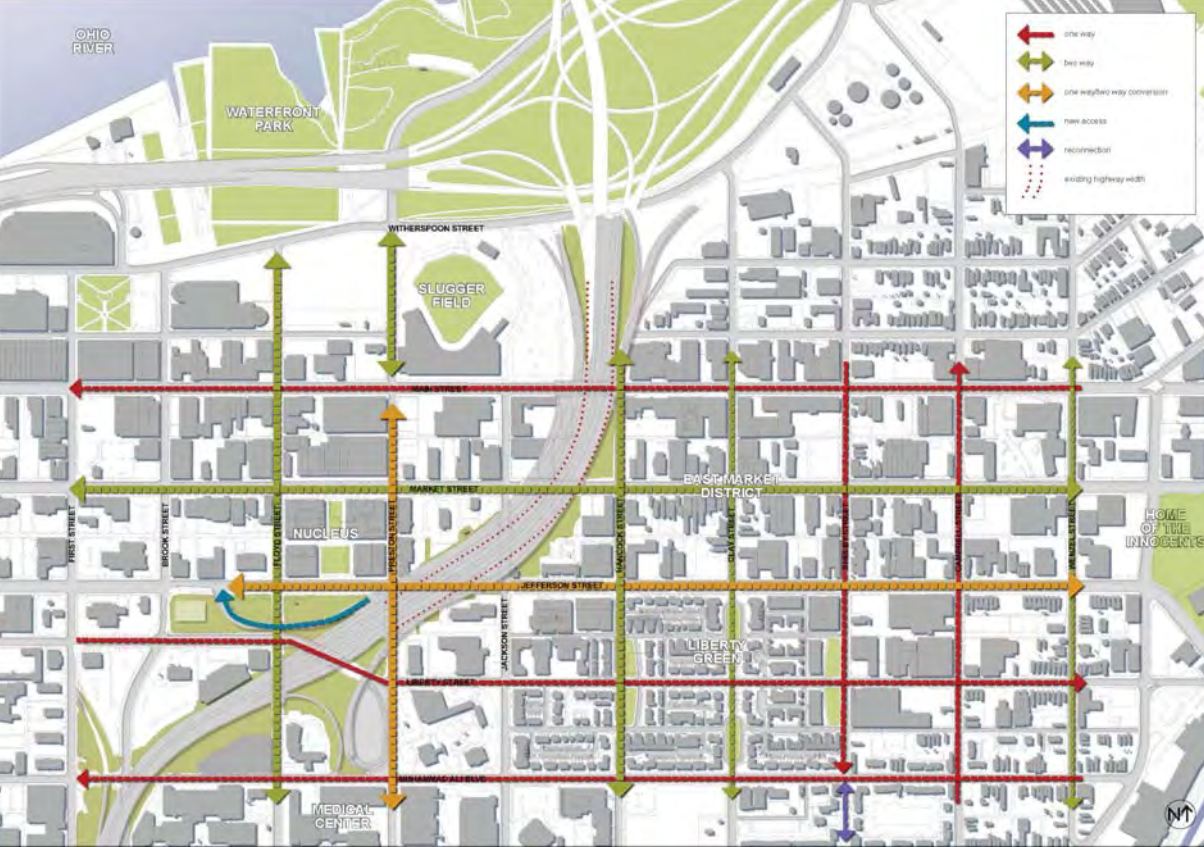 OHIO
RIVER
WATERFRONT
PARK
one way
two way
one way/two way conversion
new access
reconnection
existing highway width
WITHERSPOON STREET
SLUGGER
FIELD
MAIN STREET
MARKET STREET
EAST MARKET
DISTRICT
FIRST STREET
BROOK STREET
FLOYD STREET
NUCLEUS
PRESTON STREET
HANCOCK STREET
CLAY STREET
CAMPBELL STREET
WENZEL STREET
HOME
OF THE
INNOCENTS
JEFFERSON STREET
JACKSON STREET
LIBERTY
GREEN
LIBERTY STREET
MUHAMMAD ALI BLVD
MEDICAL
CENTER
N